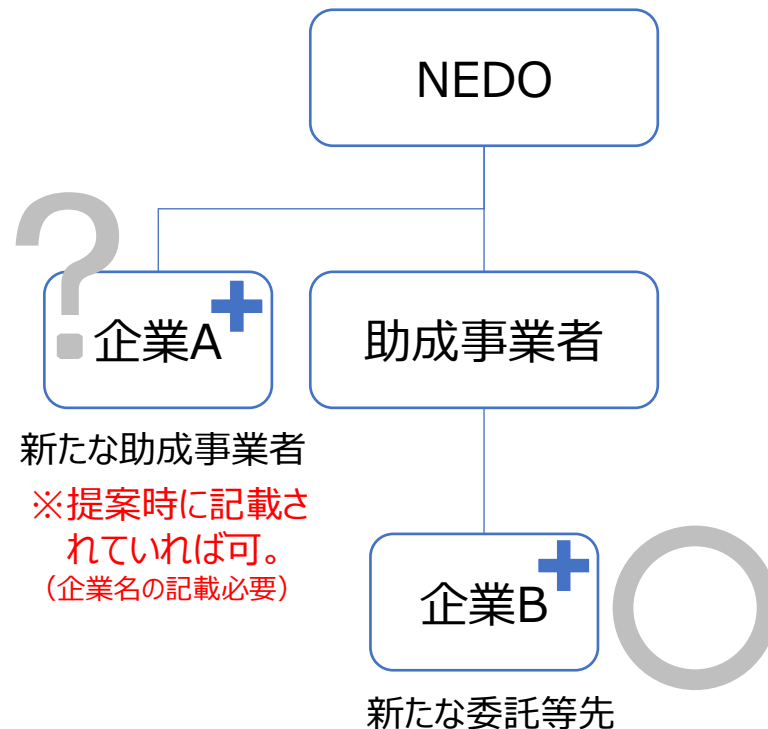 NEDO
?
企業A
助成事業者
新たな助成事業者
※提案時に記載さ
れていれば可。
（企業名の記載必要）
企業B
新たな委託等先